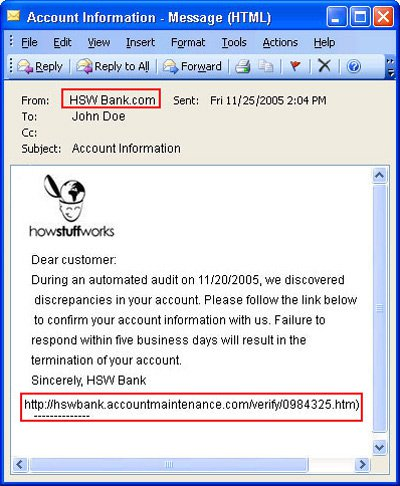 Account Information - Message (HTML)
File Edit View Insert Format Tools Actions Help
Reply Reply to All Forward
From: HSW Bank.com Sent: Fri 11/25/2005 2:04 PM
To: John Doe
Cc:
Subject: Account Information
howstuffworks
Dear customer:
During an automated audit on 11/20/2005, we discovered
discrepancies in your account. Please follow the link below
to confirm your account information with us. Failure to
respond within five business days will result in the
termination of your account.
Sincerely, HSW Bank
http://hswbank.accountmaintenance.com/verify/0984325.htm)